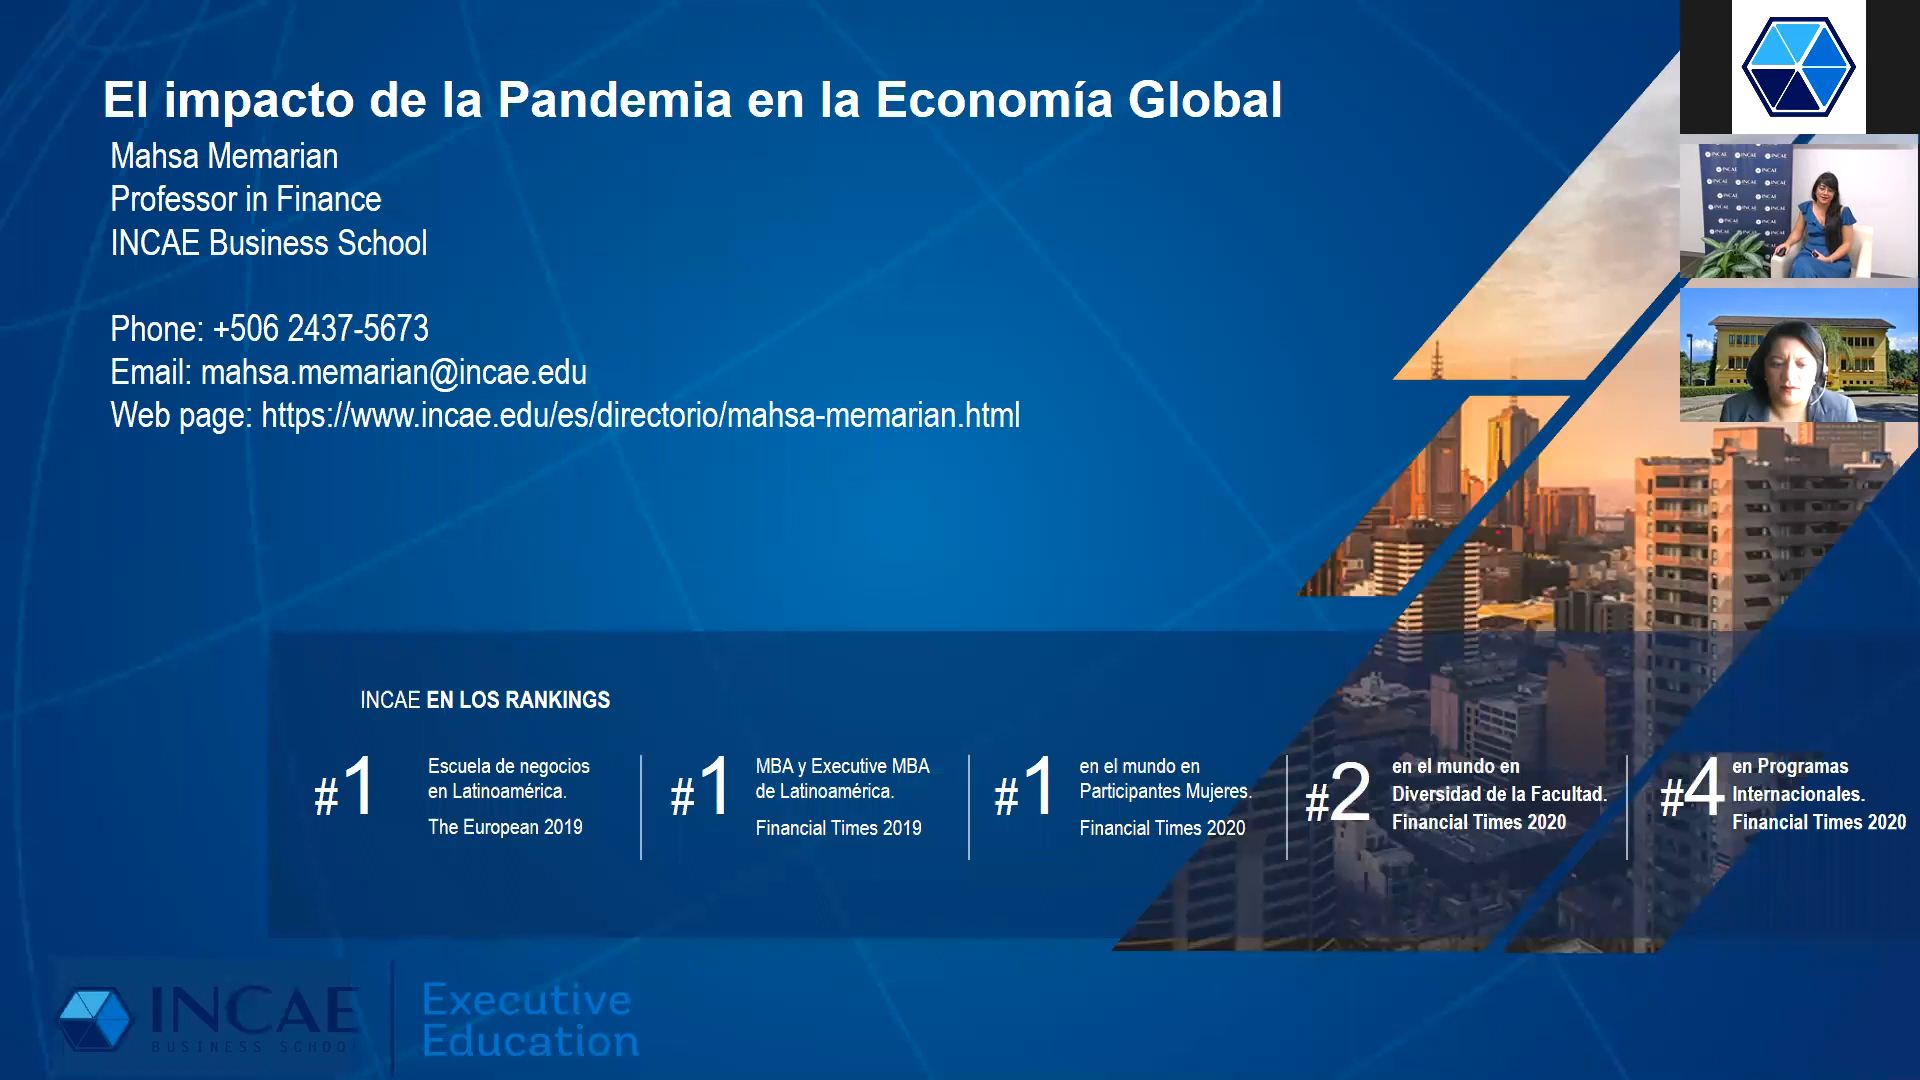 El impacto de la Pandemia en la Economía Global
Mahsa Memarian
Professor in Finance
INCAE Business School
Phone: +506 2437-5673
Email: mahsa.memarian@incae.edu
Web page: https://www.incae.edu/es/directorio/mahsa-memarian.html
INCAE EN LOS RANKINGS
#1
Escuela de negocios
en Latinoamérica.
The European 2019
#1
MBA y Executive MBA
de Latinoamérica.
Financial Times 2019
#1
en el mundo en
Participantes Mujeres.
Financial Times 2020
#2
en el mundo en
Diversidad de la Facultad.
Financial Times 2020
#4
en Programas
Internacionales.
Financial Times 2020
INCAE
BUSINESS SCHOOL
Executive
Education